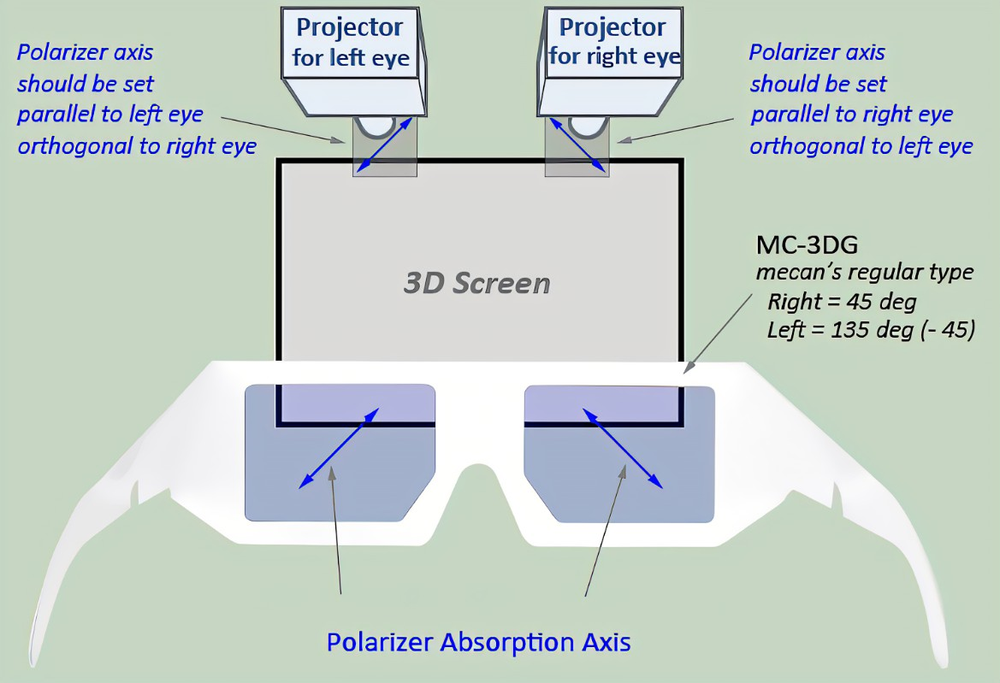 Projector
for left eye
Projector
for right eye
Polarizer axis
should be set
parallel to left eye
orthogonal to right eye
Polarizer axis
should be set
parallel to right eye
orthogonal to left eye
3D Screen
MC-3DG
mecan's regular type
Right = 45 deg
Left = 135 deg (- 45)
Polarizer Absorption Axis